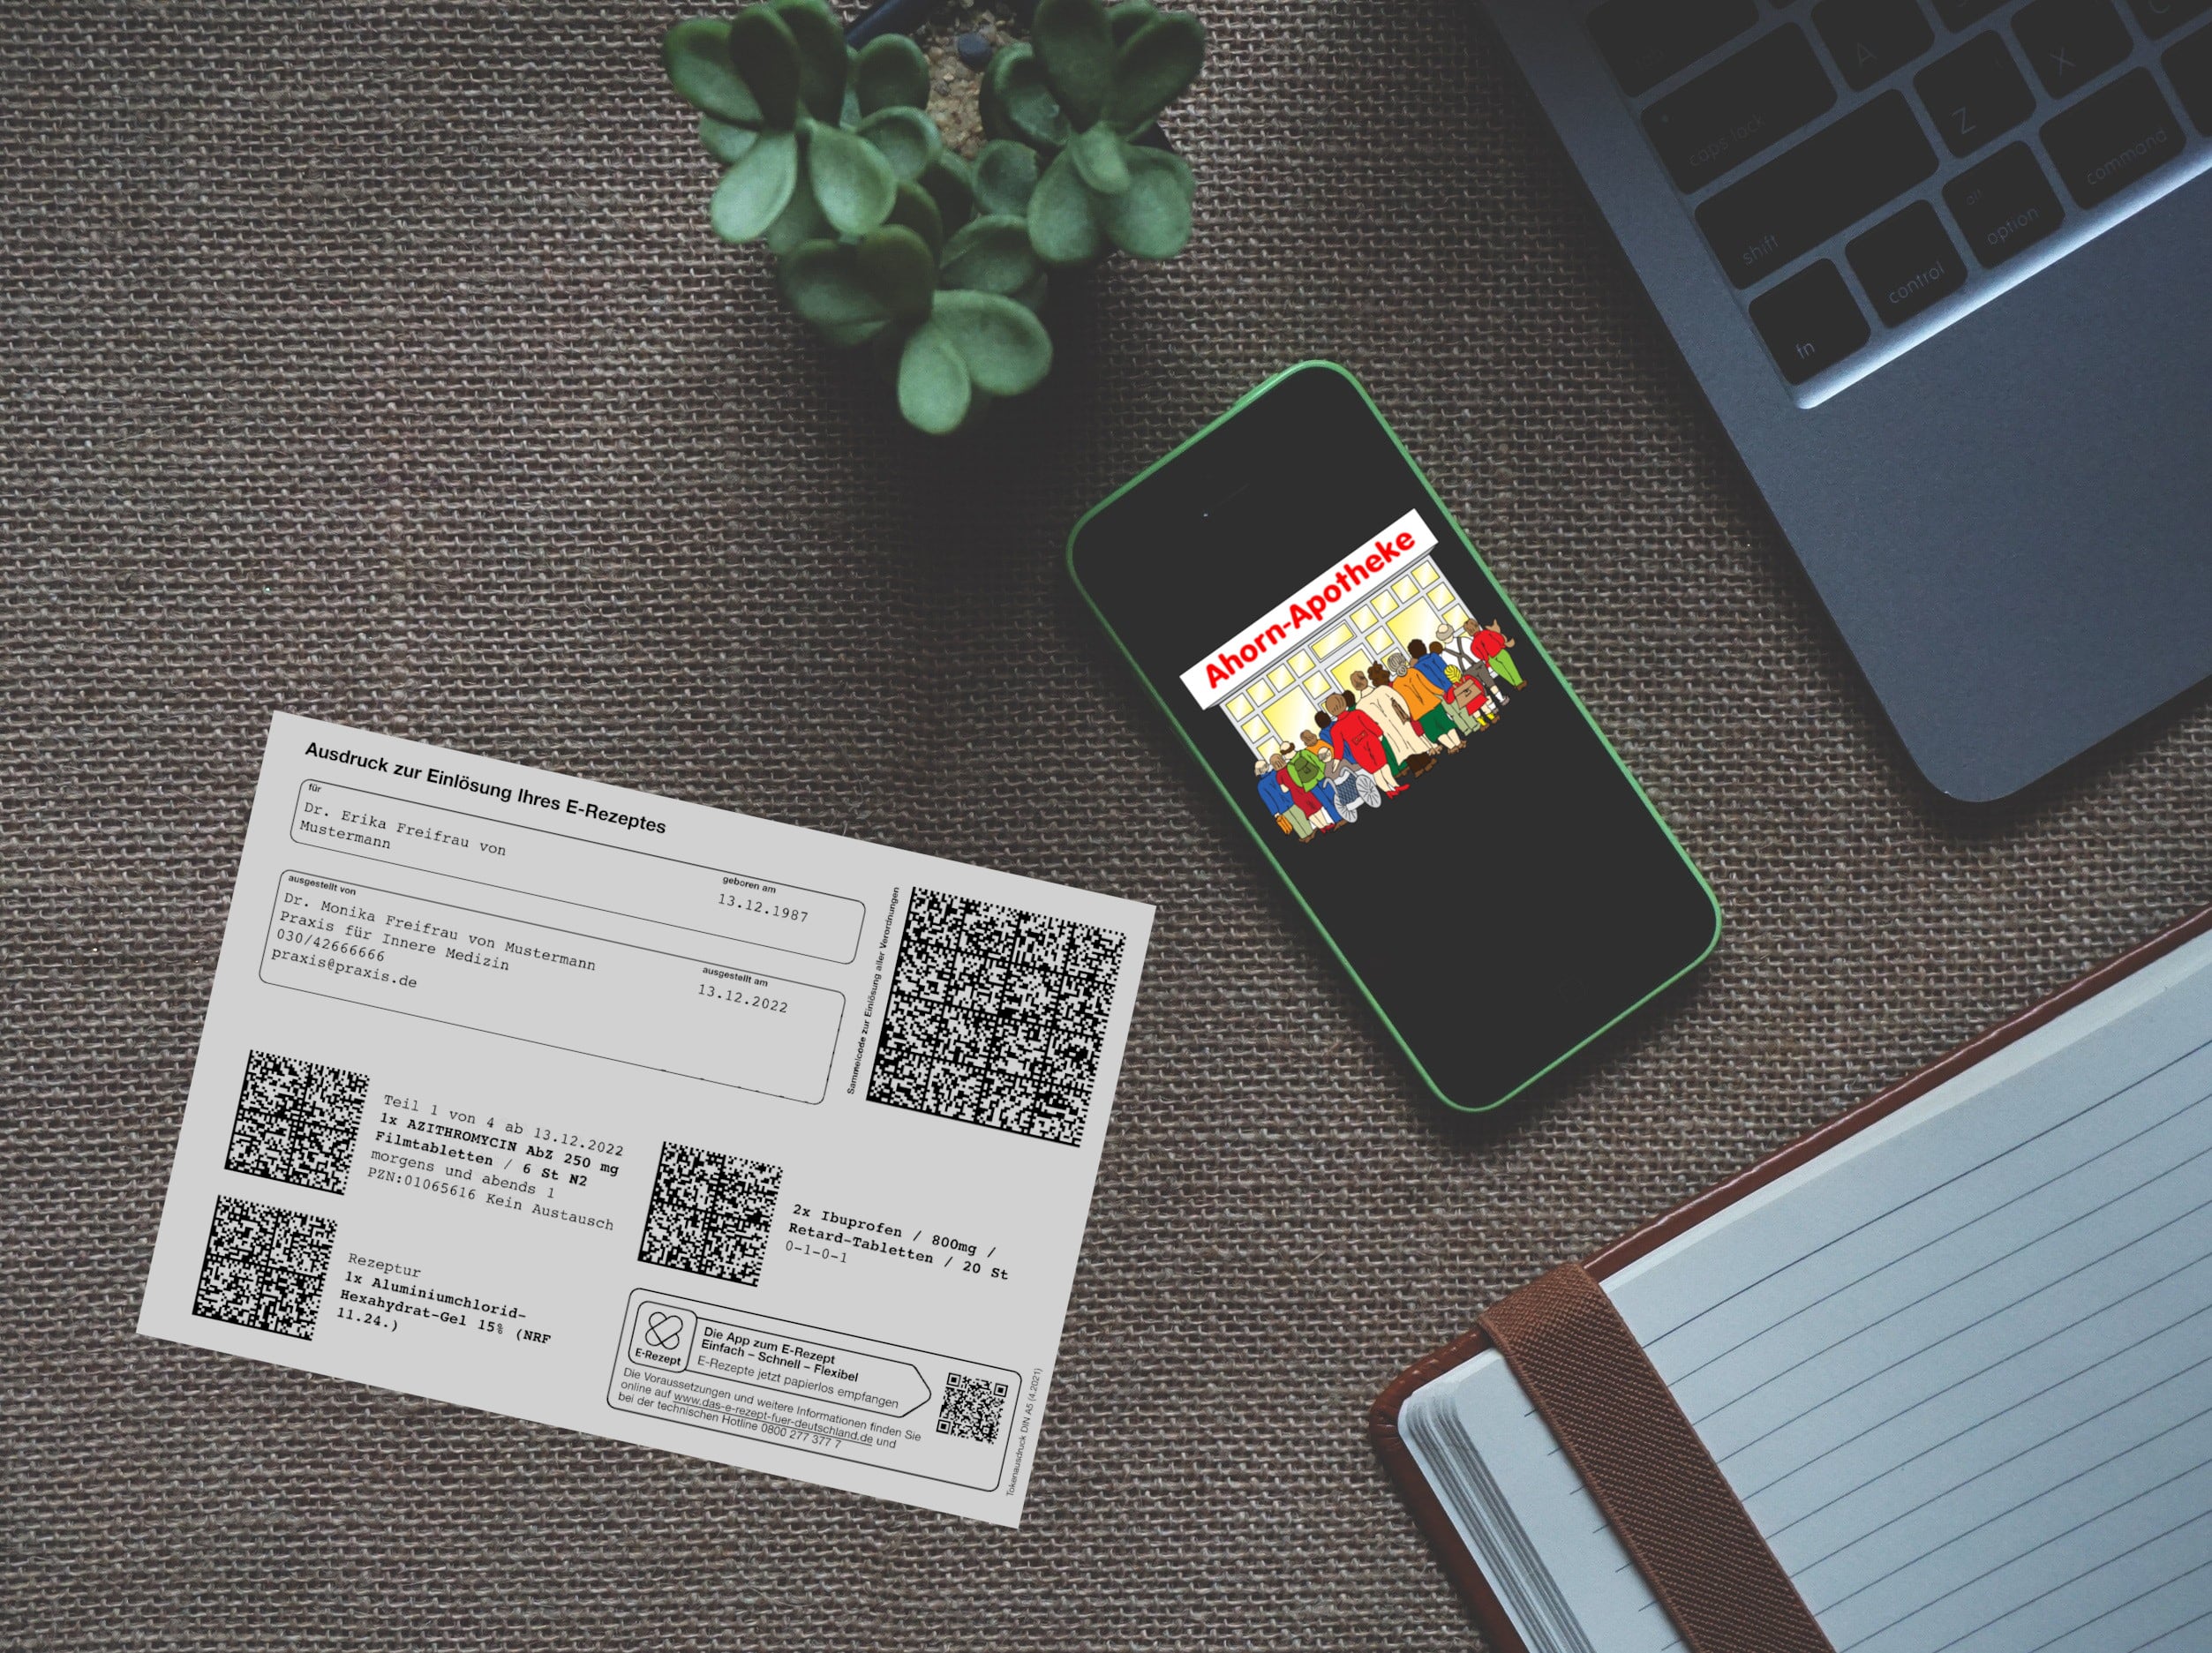 A
X
caps lock
Z
command
shift
alt
option
control
fn
Ahorn-Apotheke
Ausdruck zur Einlösung Ihres E-Rezeptes
für
Dr. Erika Freifrau von
Mustermann
geboren am
13.12.1987
ausgestellt von
Dr. Monika Freifrau von Mustermann
Praxis für Innere Medizin
030/42666666
praxis@praxis.de
ausgestellt am
13.12.2022
Sammelcode zur Einlösung aller Verordnungen
Teil 1 von 4 ab 13.12.2022
1x AZITHROMYCIN AbZ 250 mg
Filmtabletten / 6 St N2
morgens und abends 1
PZN:01065616 Kein Austausch
2x Ibuprofen / 800mg /
Retard-Tabletten / 20 St
0-1-0-1
Rezeptur
1x Aluminiumchlorid-
Hexahydrat-Gel 15% (NRF
11.24.)
E-Rezept
Die App zum E-Rezept
Einfach – Schnell – Flexibel
E-Rezepte jetzt papierlos empfangen
Die Voraussetzungen und weitere Informationen finden Sie
online auf www.das-e-rezept-fuer-deutschland.de und
bei der technischen Hotline 0800 277 377 7
Tokenausdruck DIN A5 (4.2021)